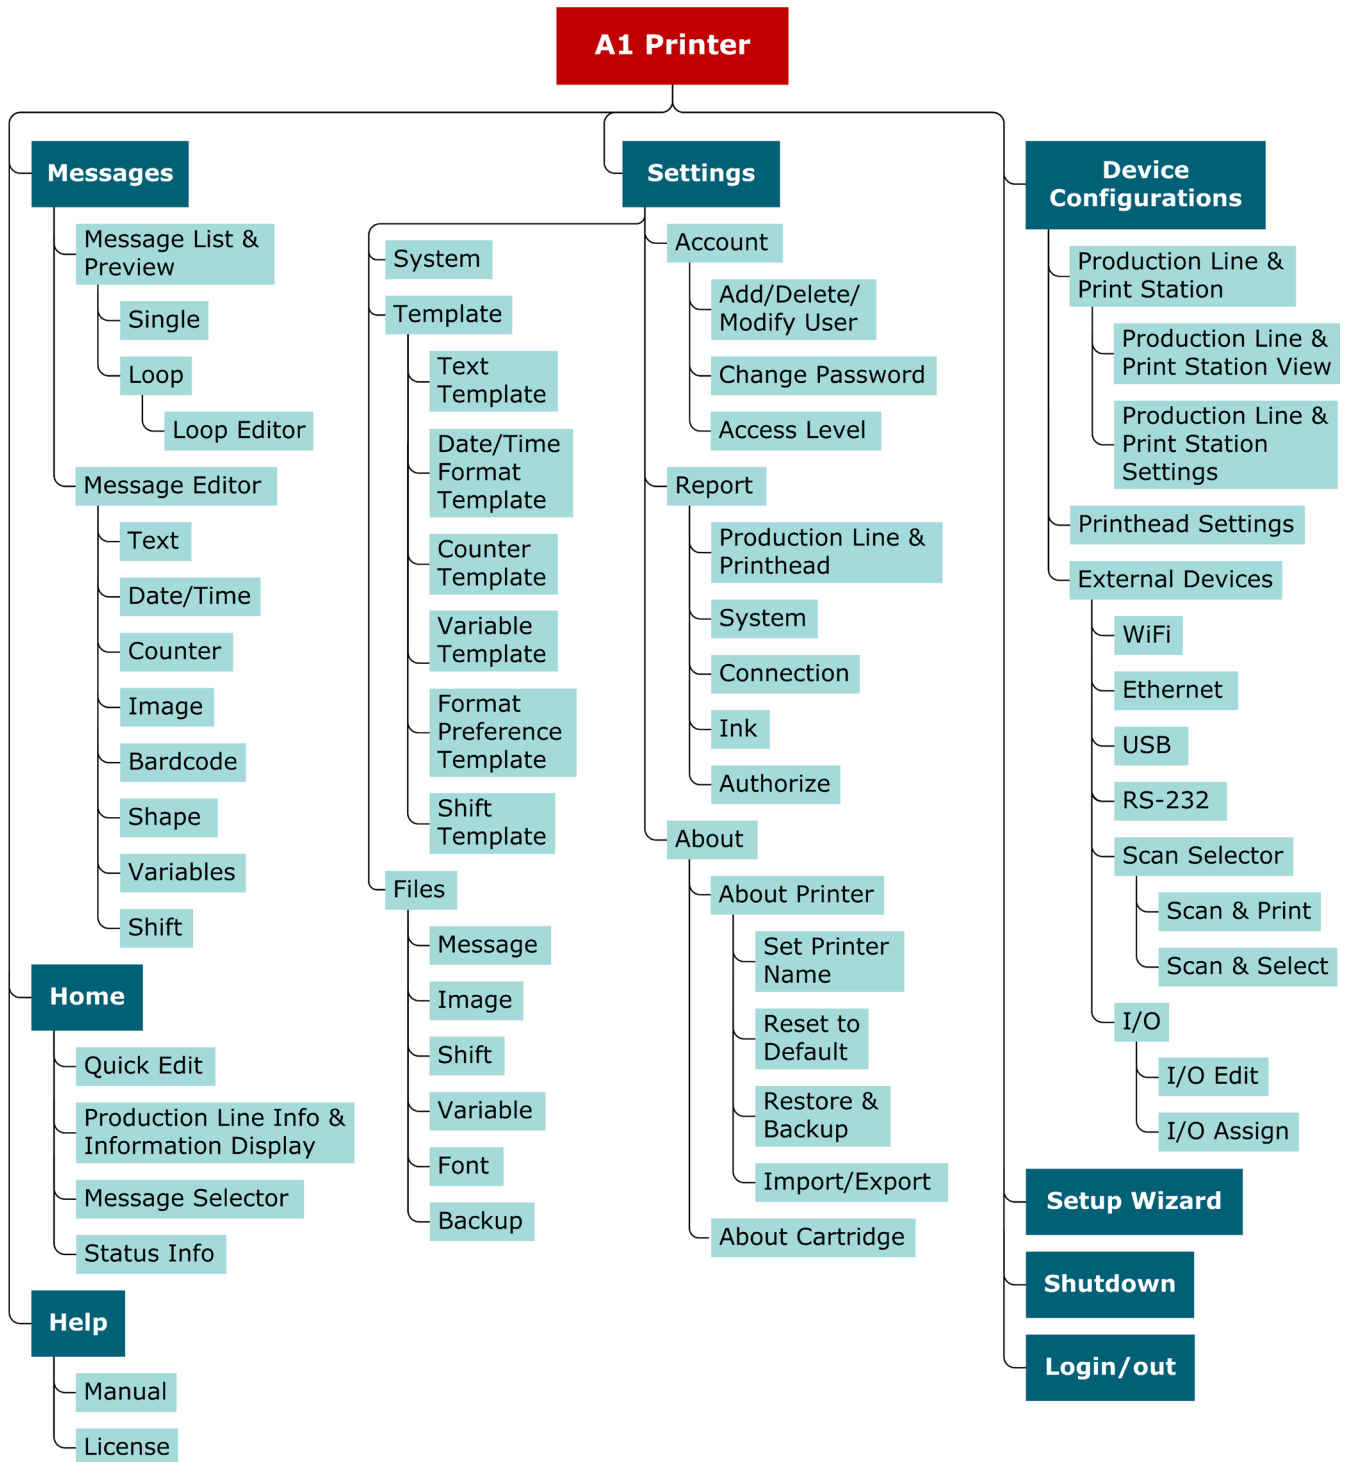 A1 Printer
Messages
Message List &
Preview
Single
Loop
Loop Editor
Message Editor
Text
Date/Time
Counter
Image
Bardcode
Shape
Variables
Shift
Home
Quick Edit
Production Line Info &
Information Display
Message Selector
Status Info
Help
Manual
License
Settings
System
Template
Text
Template
Date/Time
Format
Template
Counter
Template
Variable
Template
Format
Preference
Template
Shift
Template
Files
Message
Image
Shift
Variable
Font
Backup
Account
Add/Delete/
Modify User
Change Password
Access Level
Report
Production Line &
Printhead
System
Connection
Ink
Authorize
About
About Printer
Set Printer
Name
Reset to
Default
Restore &
Backup
Import/Export
About Cartridge
Device
Configurations
Production Line &
Print Station
Production Line &
Print Station View
Production Line &
Print Station
Settings
Printhead Settings
External Devices
WiFi
Ethernet
USB
RS-232
Scan Selector
Scan & Print
Scan & Select
I/O
I/O Edit
I/O Assign
Setup Wizard
Shutdown
Login/out